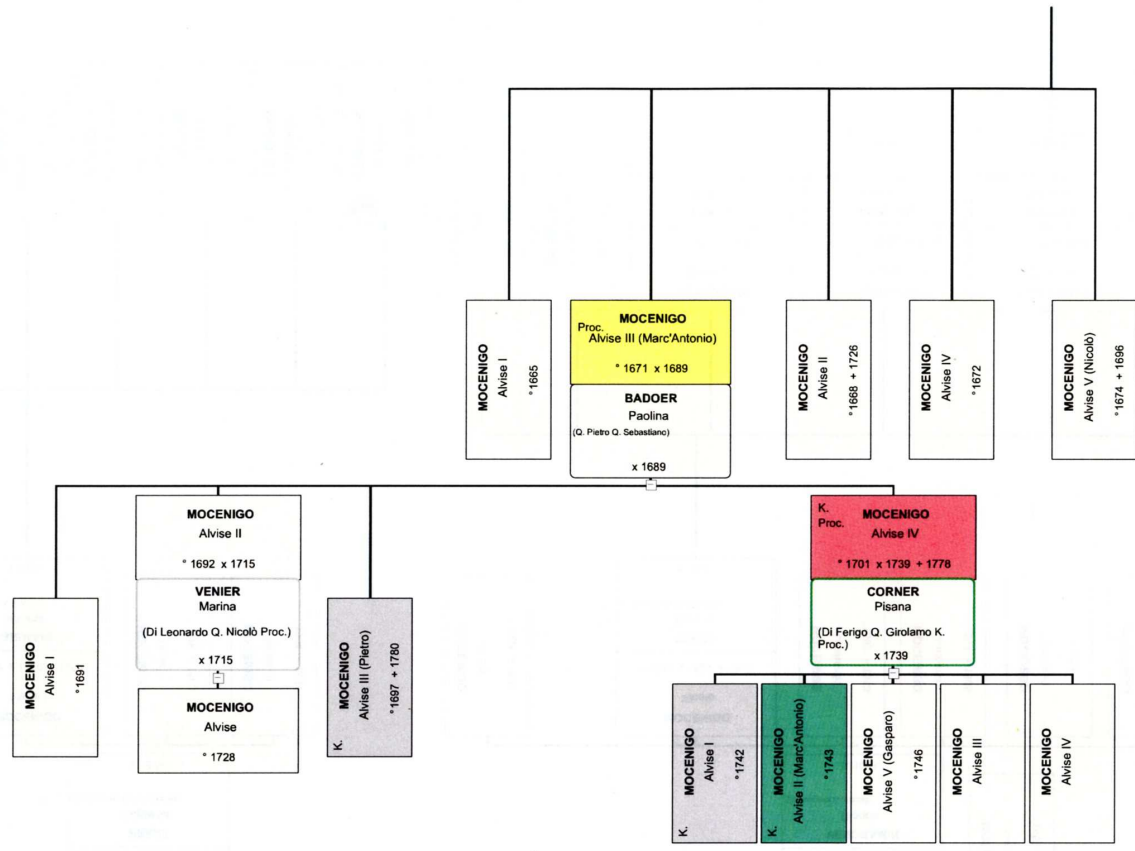 MOCENIGO
Alvise I
°1665
Proc.
MOCENIGO
Alvise III (Marc'Antonio)
° 1671 x 1689
BADOER
Paolina
(Q. Pietro Q. Sebastiano)
x 1689
MOCENIGO
Alvise II
°1668 + 1726
MOCENIGO
Alvise IV
°1672
MOCENIGO
Alvise V (Nicolò)
°1674 + 1696
MOCENIGO
Alvise I
°1691
MOCENIGO
Alvise II
° 1692 x 1715
VENIER
Marina
(Di Leonardo Q. Nicolò Proc.)
x 1715
MOCENIGO
Alvise
° 1728
K.
MOCENIGO
Alvise III (Pietro)
°1697 + 1780
K.
Proc.
MOCENIGO
Alvise IV
° 1701 x 1739 + 1778
CORNER
Pisana
(Di Ferigo Q. Girolamo K.
Proc.)
x 1739
K.
MOCENIGO
Alvise I
°1742
K.
MOCENIGO
Alvise II (Marc'Antonio)
°1743
MOCENIGO
Alvise V (Gasparo)
°1746
MOCENIGO
Alvise III
MOCENIGO
Alvise IV